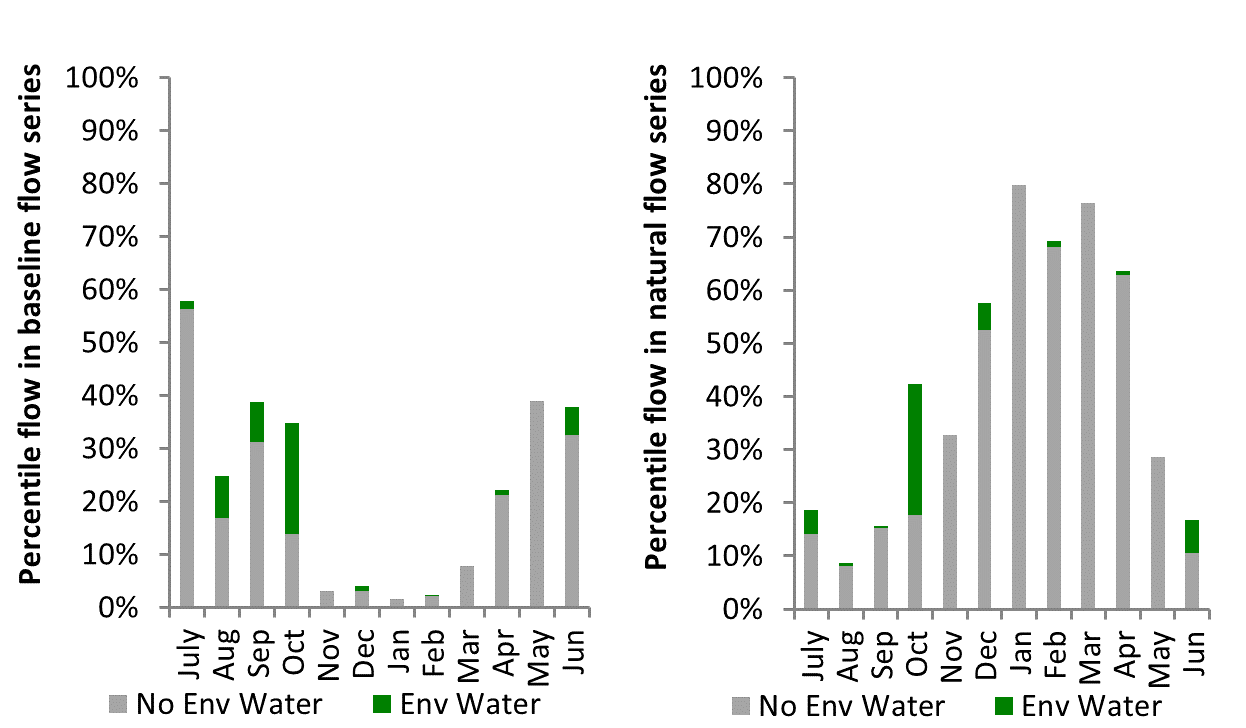 Percentile flow in baseline flow series
100%
90%
80%
70%
60%
50%
40%
30%
20%
10%
0%
July
Aug
Sep
Oct
Nov
Dec
Jan
Feb
Mar
Apr
May
Jun
No Env Water
Env Water
Percentile flow in natural flow series
100%
90%
80%
70%
60%
50%
40%
30%
20%
10%
0%
July
Aug
Sep
Oct
Nov
Dec
Jan
Feb
Mar
Apr
May
Jun
No Env Water
Env Water